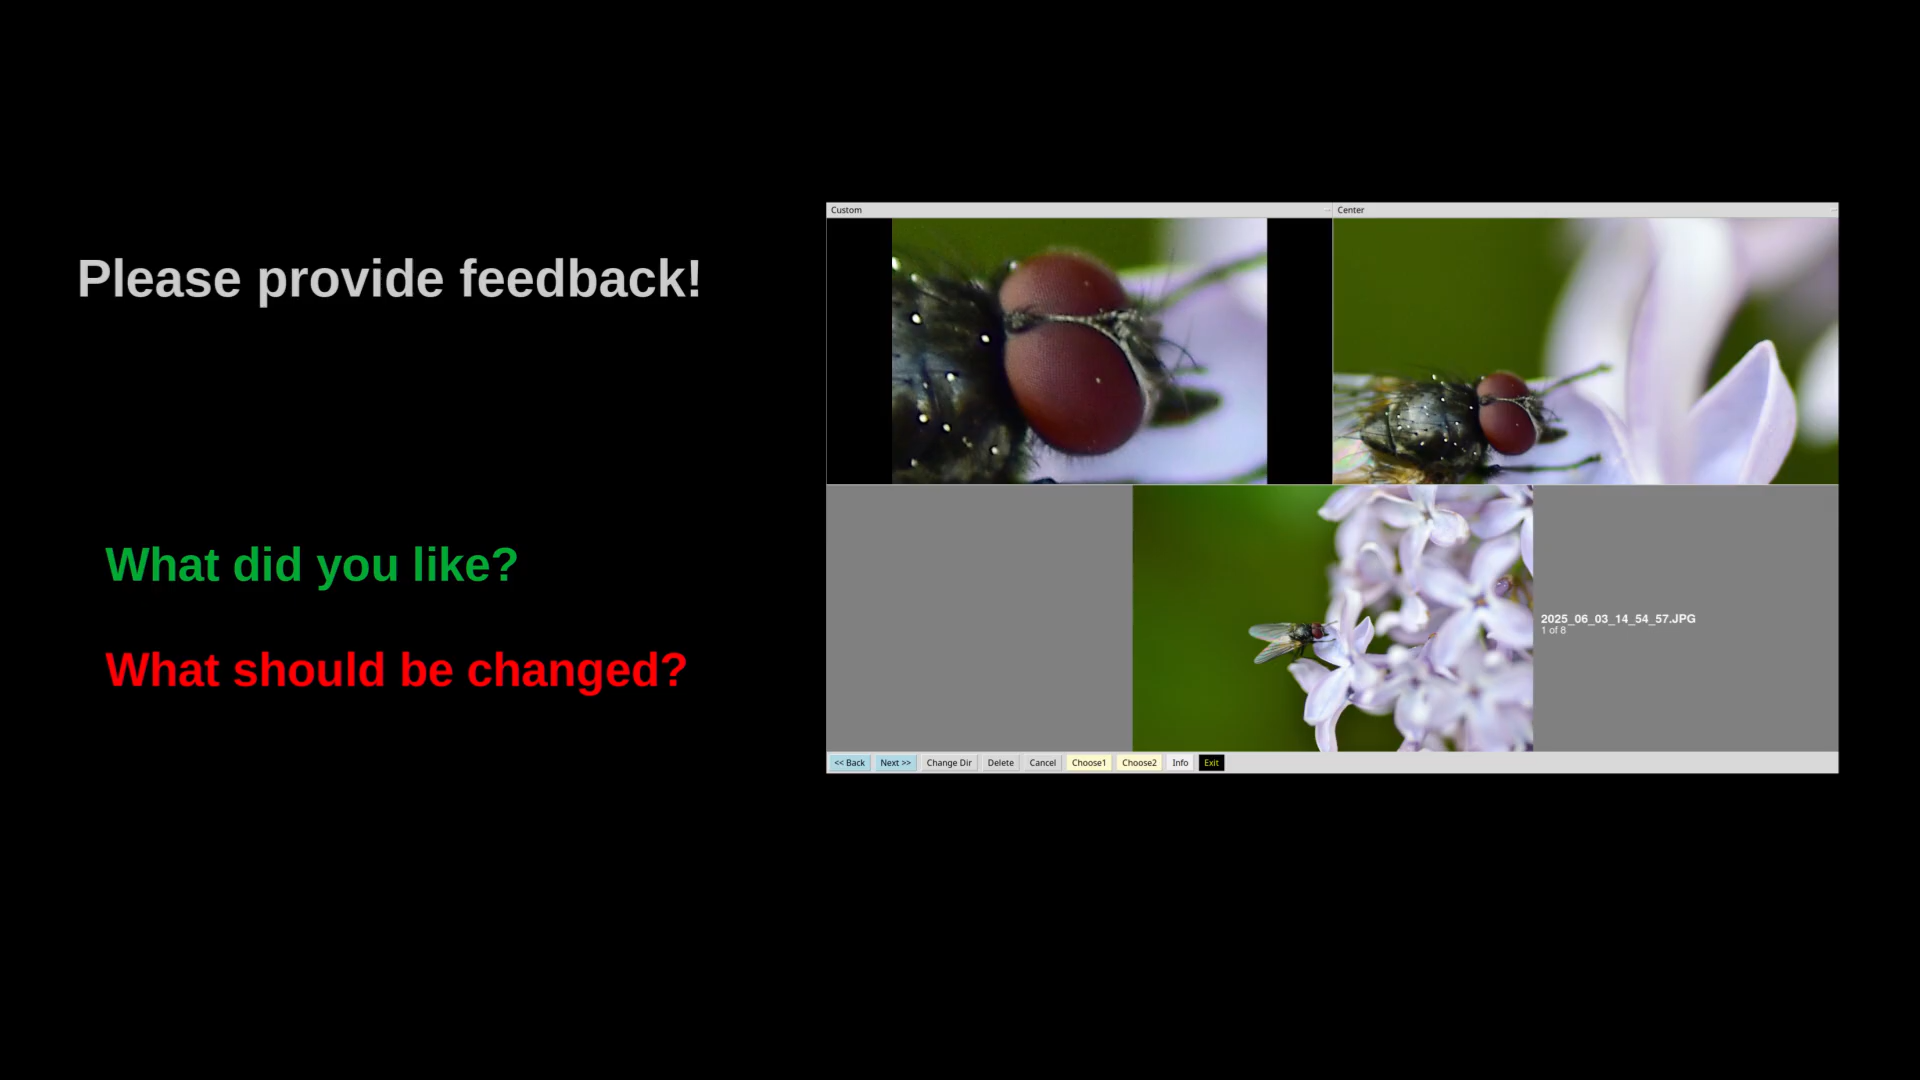 Please provide feedback!
What did you like?
What should be changed?
Custom
Center
2025_06_03_14_54_57.JPG
1 of 8
<< Back Next >> Change Dir Delete Cancel Choose1 Choose2 Info Exit